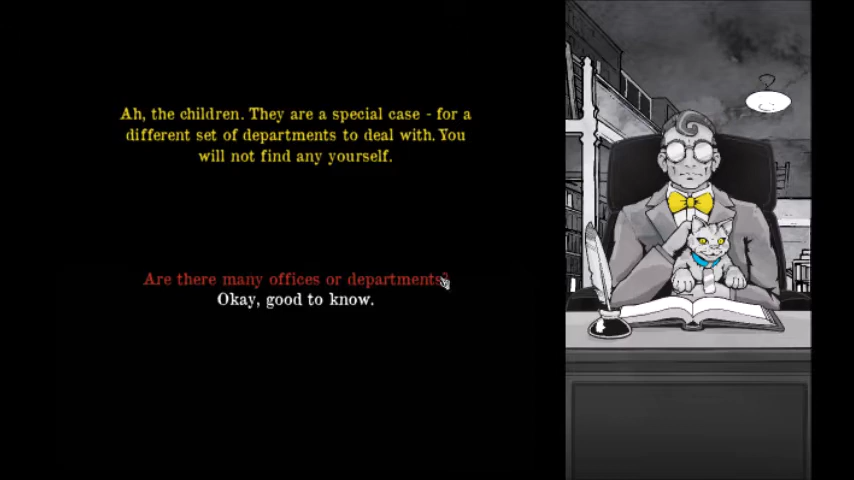 Ah, the children. They are a special case - for a
different set of departments to deal with. You
will not find any yourself.
Are there many offices or departments?
Okay, good to know.